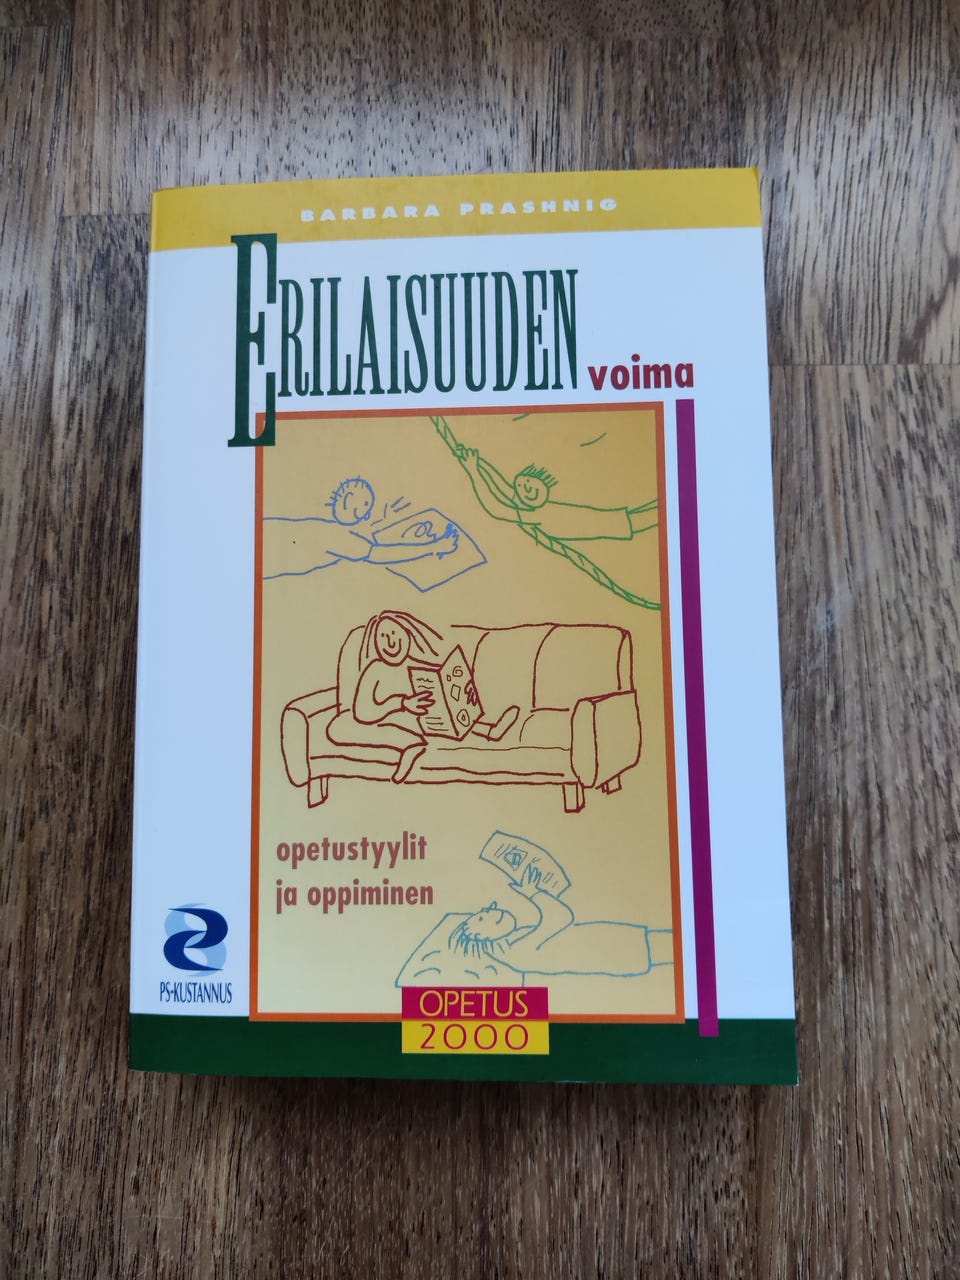 BARBARA PRASHNIG
ERILAISUUDEN
voima
opetustyylit
ja oppiminen
PS-KUSTANNUS
OPETUS
2000